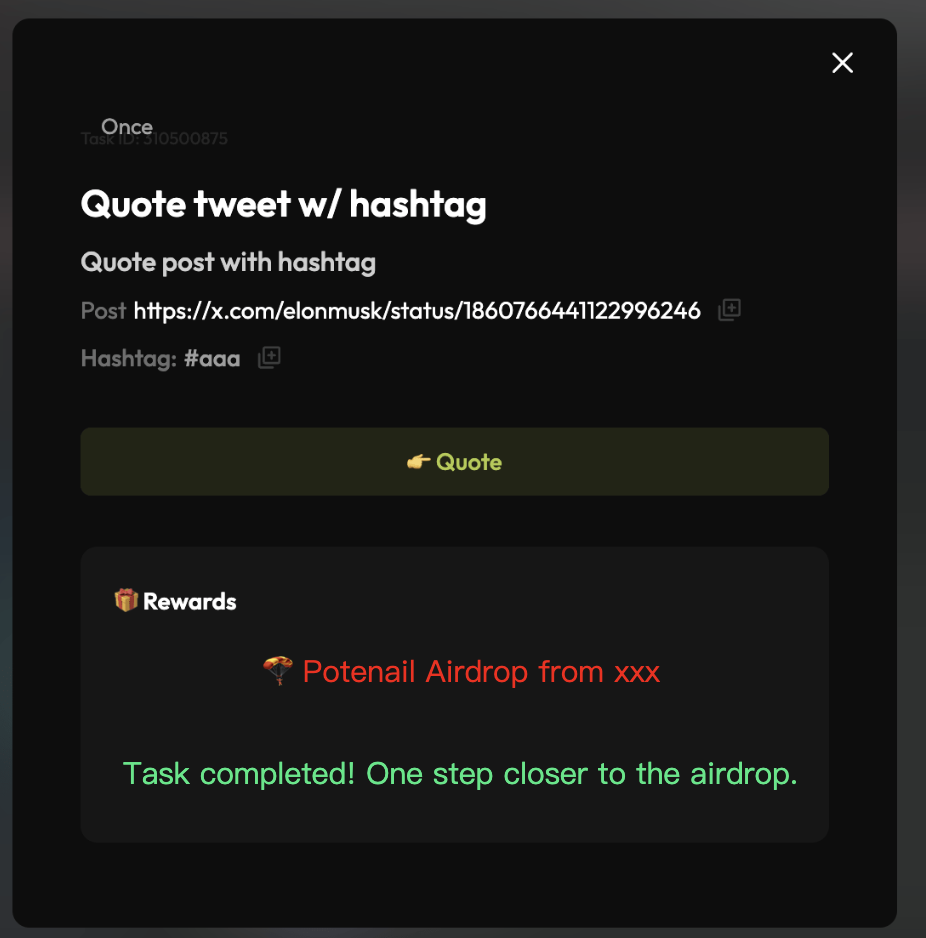 Once
Task ID: 310500875
Quote tweet w/ hashtag
Quote post with hashtag
Post https://x.com/elonmusk/status/1860766441122996246
Hashtag: #aaa
👉 Quote
🎁 Rewards
🪂 Potenail Airdrop from xxx
Task completed! One step closer to the airdrop.